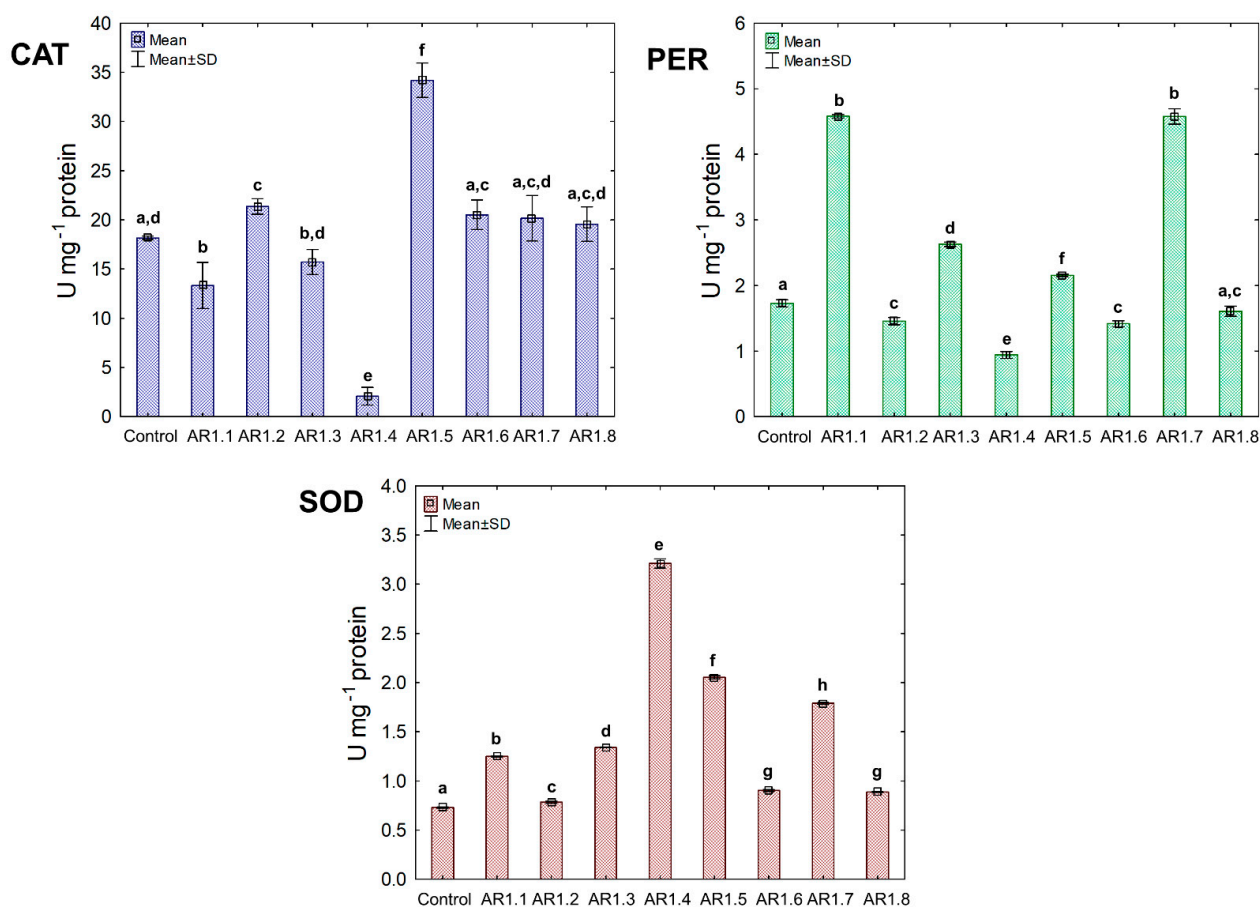 CAT
Mean
Mean±SD
U mg⁻¹ protein
40
35
30
25
20
15
10
5
0
a,d
b
c
b,d
e
f
a,c
a,c,d
a,c,d
Control AR1.1 AR1.2 AR1.3 AR1.4 AR1.5 AR1.6 AR1.7 AR1.8
PER
Mean
Mean±SD
U mg⁻¹ protein
6
5
4
3
2
1
0
a
b
c
d
e
f
c
b
a,c
Control AR1.1 AR1.2 AR1.3 AR1.4 AR1.5 AR1.6 AR1.7 AR1.8
SOD
Mean
Mean±SD
U mg⁻¹ protein
4.0
3.5
3.0
2.5
2.0
1.5
1.0
0.5
0.0
a
b
c
d
e
f
g
h
g
Control AR1.1 AR1.2 AR1.3 AR1.4 AR1.5 AR1.6 AR1.7 AR1.8